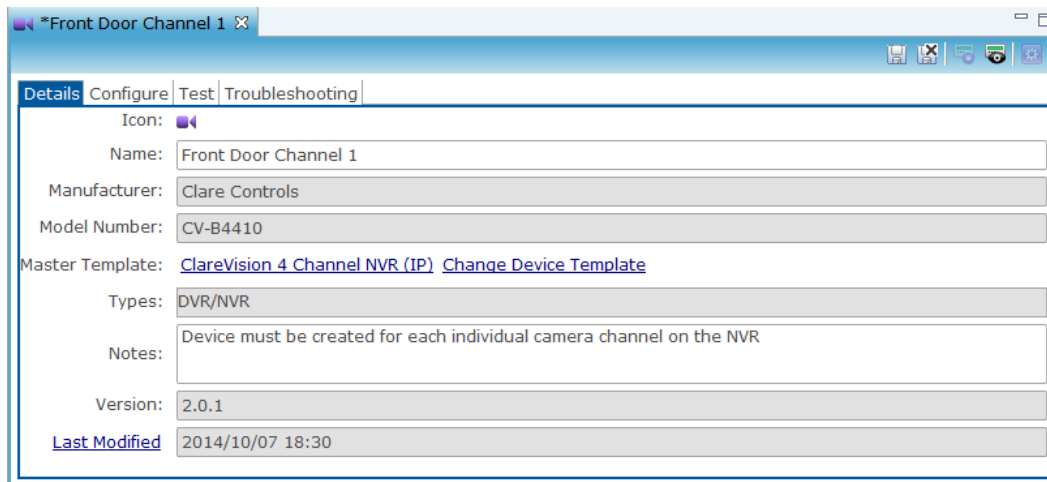 *Front Door Channel 1
Details Configure Test Troubleshooting
Icon:
Name: Front Door Channel 1
Manufacturer: Clare Controls
Model Number: CV-B4410
Master Template: ClareVision 4 Channel NVR (IP) Change Device Template
Types: DVR/NVR
Notes: Device must be created for each individual camera channel on the NVR
Version: 2.0.1
Last Modified 2014/10/07 18:30